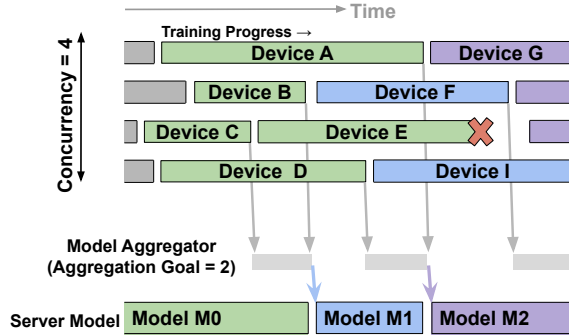 Time
Training Progress →
Concurrency = 4
Device A
Device G
Device B
Device F
Device C
Device E
Device D
Device I
Model Aggregator
(Aggregation Goal = 2)
Server Model
Model M0
Model M1
Model M2